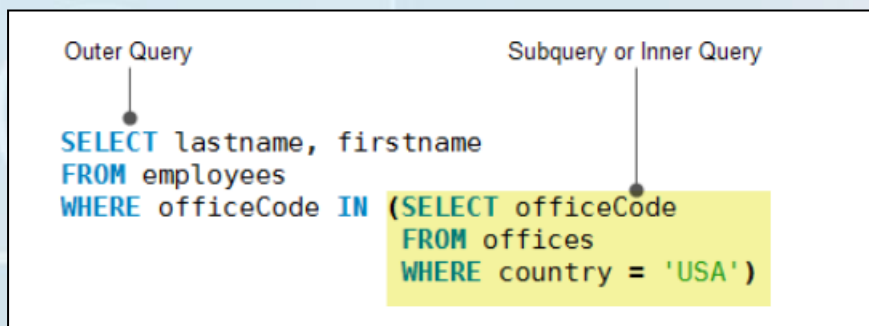 Outer Query
Subquery or Inner Query
SELECT lastname, firstname
FROM employees
WHERE officeCode IN (SELECT officeCode
FROM offices
WHERE country = 'USA')